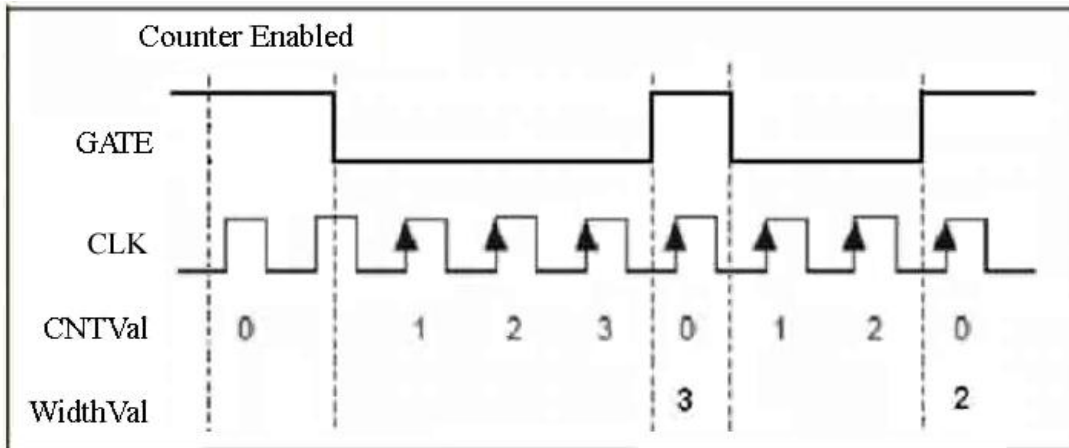 Counter Enabled
GATE
CLK
CNTVal 0 1 2 3 0 1 2 0
WidthVal 3 2